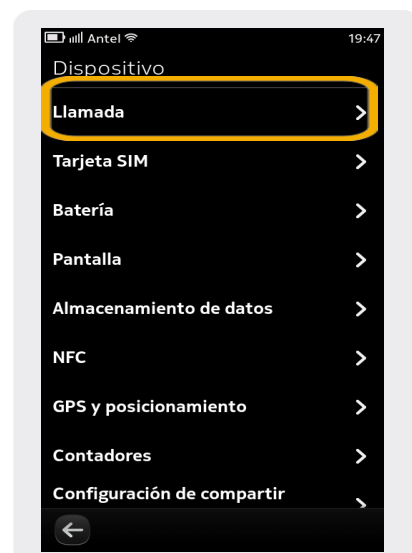 Antel 19:47
Dispositivo
Llamada
Tarjeta SIM
Batería
Pantalla
Almacenamiento de datos
NFC
GPS y posicionamiento
Contadores
Configuración de compartir